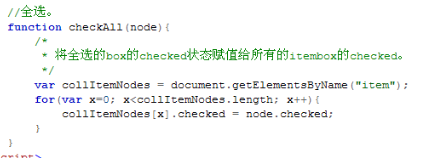 //全选。
function checkAll(node){
/*
* 将全选的box的checked状态赋值给所有的itembox的checked。
*/
var collItemNodes = document.getElementsByName("item");
for(var x=0; x<collItemNodes.length; x++){
collItemNodes[x].checked = node.checked;
}
}
cript>